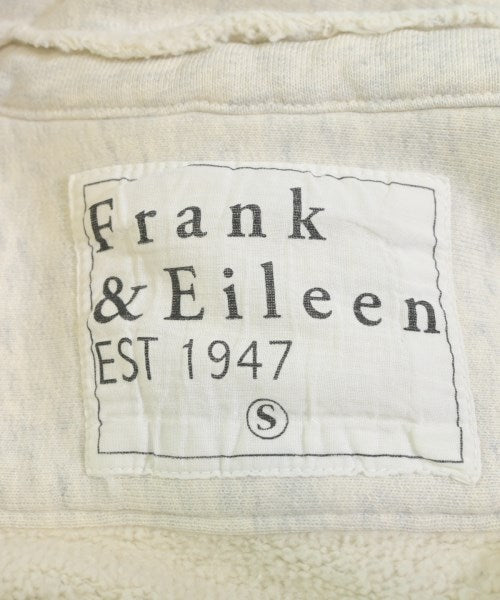 Frank
& Eileen
EST 1947
S